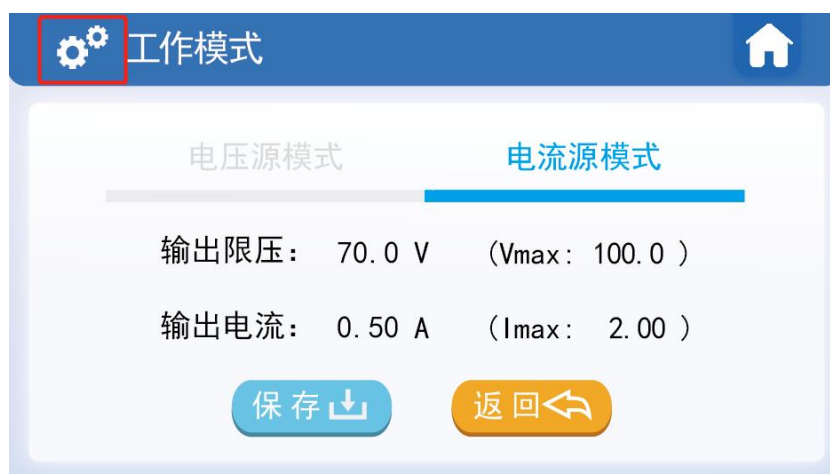 工作模式
电压源模式 电流源模式
输出限压： 70.0 V （Vmax: 100.0 ）
输出电流： 0.50 A （Imax: 2.00 ）
保存 返回